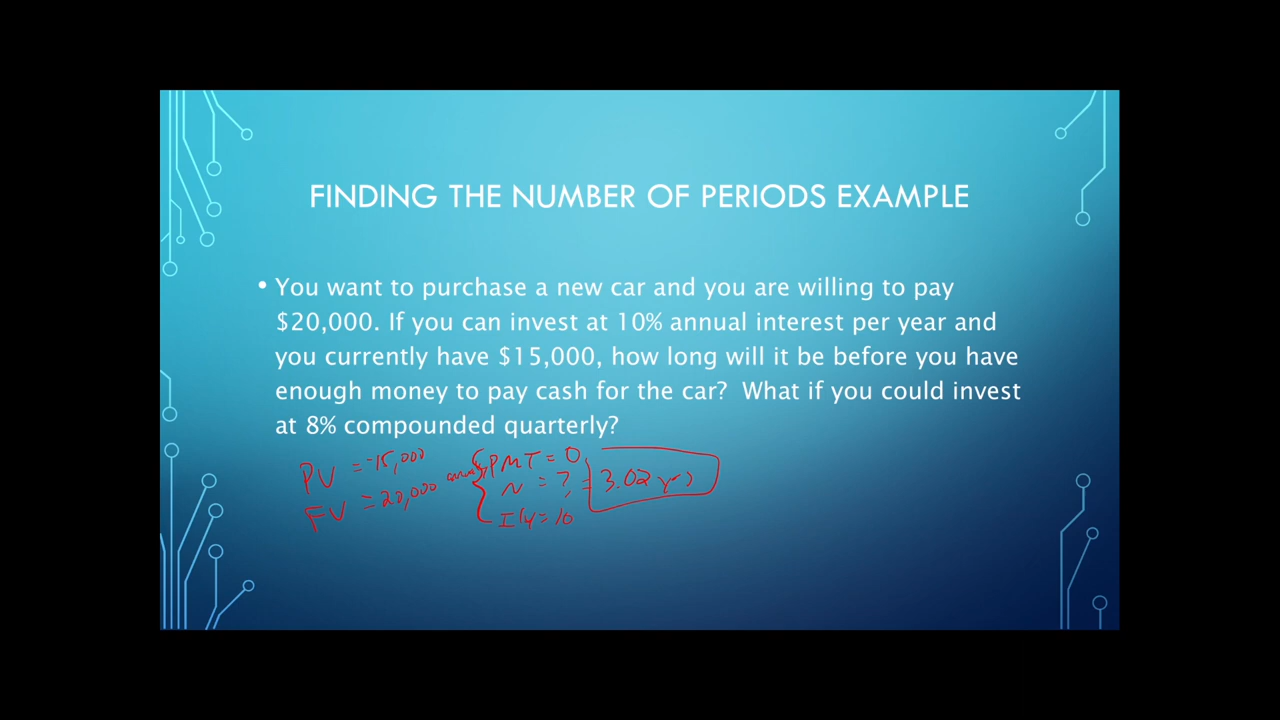 FINDING THE NUMBER OF PERIODS EXAMPLE
• You want to purchase a new car and you are willing to pay
$20,000. If you can invest at 10% annual interest per year and
you currently have $15,000, how long will it be before you have
enough money to pay cash for the car? What if you could invest
at 8% compounded quarterly?
PV = -15,000
FV = 20,000
PMT = 0
N = ? = 3.02 yrs
I/y = 10